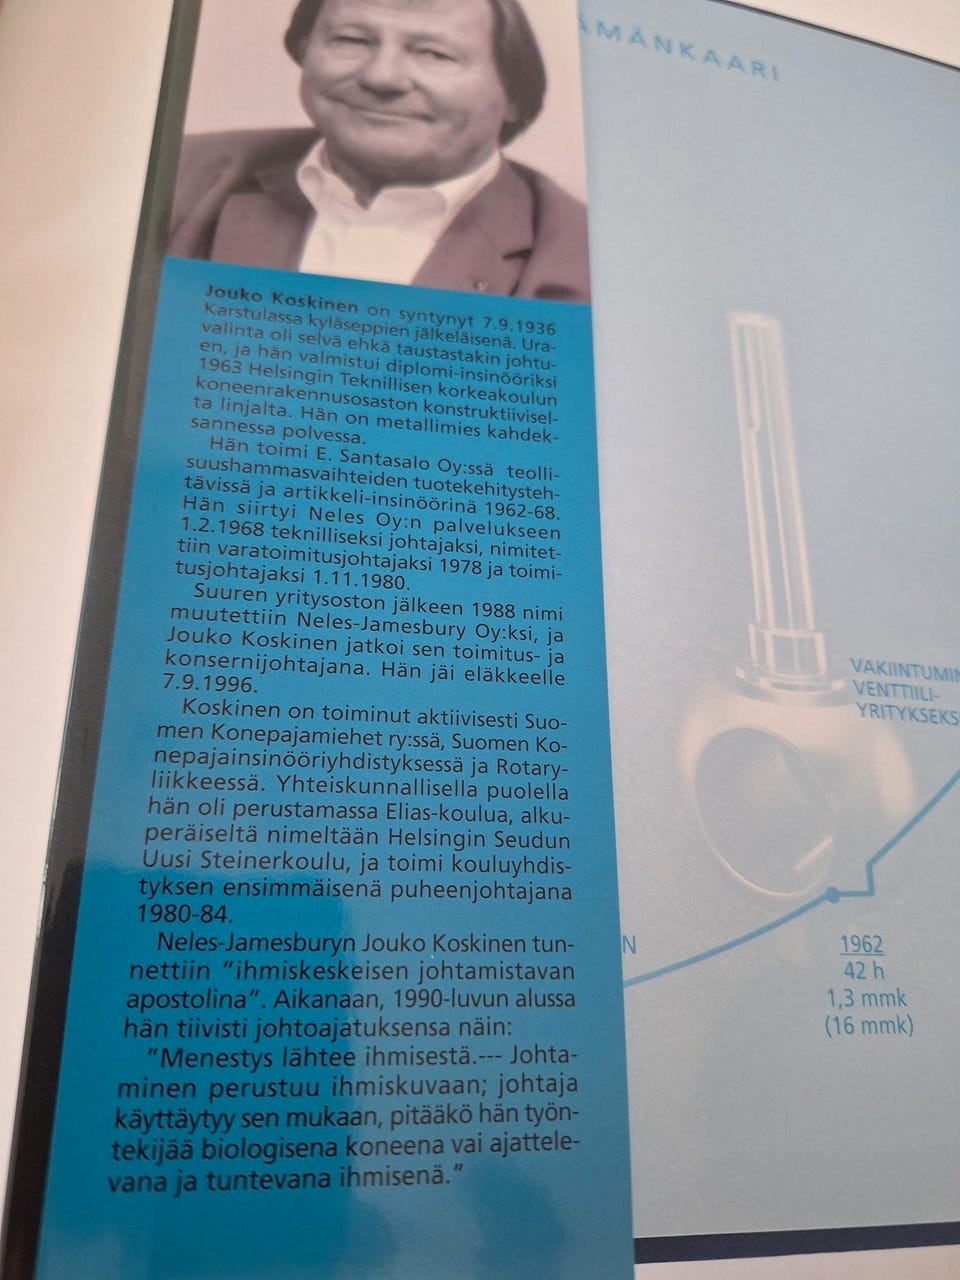 Jouko Koskinen on syntynyt 7.9.1936
Karstulassa kyläseppien jälkeläisenä. Ura-
valinta oli selvä ehkä taustastakin johtu-
en, ja hän valmistui diplomi-insinööriksi
1963 Helsingin Teknillisen korkeakoulun
koneenrakennusosaston konstruktiivisel-
ta linjalta. Hän on metallimies kahdek-
sannessa polvessa.
Hän toimi E. Santasalo Oy:ssä teolli-
suushammasvaihteiden tuotekehitysteh-
tävissä ja artikkeli-insinöörinä 1962-68.
Hän siirtyi Neles Oy:n palvelukseen
1.2.1968 teknilliseksi johtajaksi, nimitet-
tiin varatoimitusjohtajaksi 1978 ja toimi-
tusjohtajaksi 1.11.1980.
Suuren yritysoston jälkeen 1988 nimi
muutettiin Neles-Jamesbury Oy:ksi, ja
Jouko Koskinen jatkoi sen toimitus- ja
konsernijohtajana. Hän jäi eläkkeelle
7.9.1996.
Koskinen on toiminut aktiivisesti Suo-
men Konepajamiehet ry:ssä, Suomen Ko-
nepajainsinööriyhdistyksessä ja Rotary-
liikkeessä. Yhteiskunnallisella puolella
hän oli perustamassa Elias-koulua, alku-
peräiseltä nimeltään Helsingin Seudun
Uusi Steinerkoulu, ja toimi kouluyhdis-
tyksen ensimmäisenä puheenjohtajana
1980-84.
Neles-Jamesburyn Jouko Koskinen tun-
nettiin "ihmiskeskeisen johtamistavan
apostolina". Aikanaan, 1990-luvun alussa
hän tiivisti johtoajatuksensa näin:
"Menestys lähtee ihmisestä.--- Johta-
minen perustuu ihmiskuvaan; johtaja
käyttäytyy sen mukaan, pitääkö hän työn-
tekijää biologisena koneena vai ajattele-
vana ja tuntevana ihmisenä."
ÄMÄNKAARI
VAKIINTUMIN
VENTTIILI-
YRITYKSEKS
N
1962
42 h
1,3 mmk
(16 mmk)